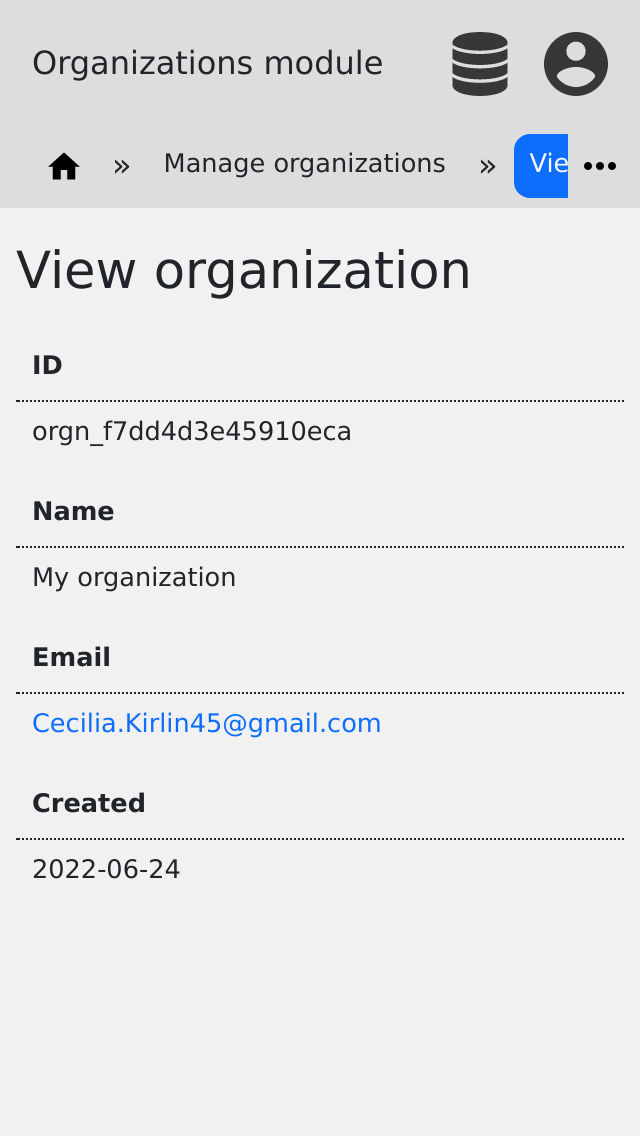 Organizations module
» Manage organizations » Vie
View organization
ID
orgn_f7dd4d3e45910eca
Name
My organization
Email
Cecilia.Kirlin45@gmail.com
Created
2022-06-24